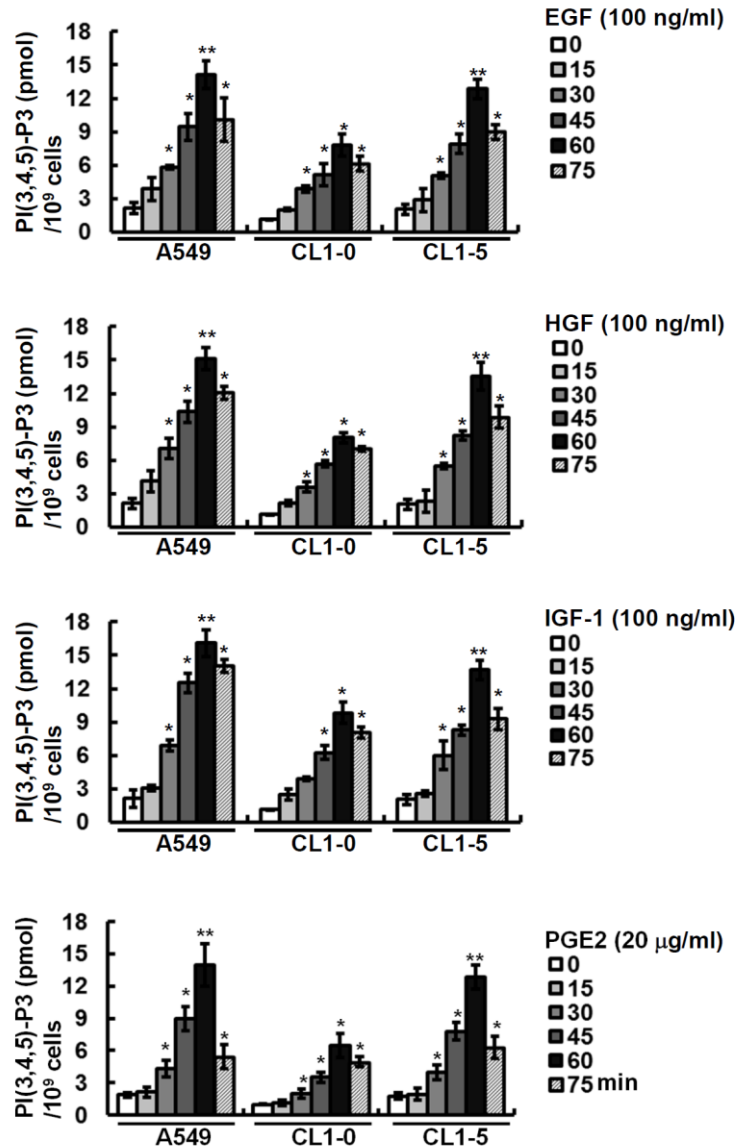 EGF (100 ng/ml)
0
15
30
45
60
75
PI(3,4,5)-P3 (pmol)
/10⁹ cells
18
15
12
9
6
3
0
* * ** *
* * * *
* * ** *
A549 CL1-0 CL1-5
HGF (100 ng/ml)
0
15
30
45
60
75
PI(3,4,5)-P3 (pmol)
/10⁹ cells
18
15
12
9
6
3
0
* * ** *
* * * *
* * ** *
A549 CL1-0 CL1-5
IGF-1 (100 ng/ml)
0
15
30
45
60
75
PI(3,4,5)-P3 (pmol)
/10⁹ cells
18
15
12
9
6
3
0
* * ** *
* * *
* * ** *
A549 CL1-0 CL1-5
PGE2 (20 μg/ml)
0
15
30
45
60
75 min
PI(3,4,5)-P3 (pmol)
/10⁹ cells
18
15
12
9
6
3
0
* * ** *
* * * *
* * ** *
A549 CL1-0 CL1-5